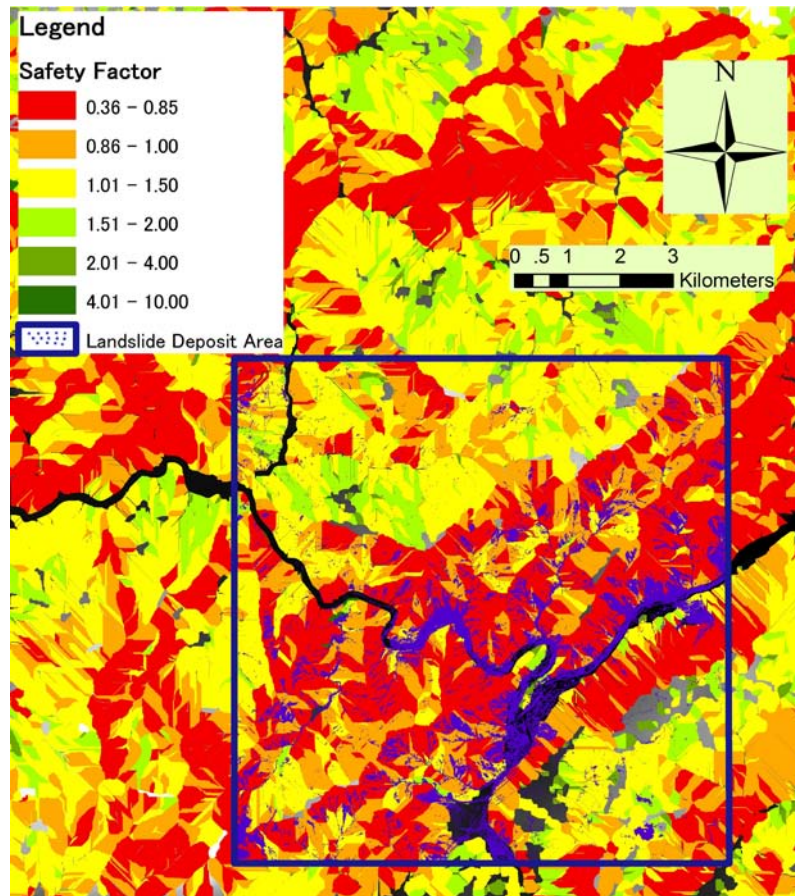 Legend
Safety Factor
0.36 - 0.85
0.86 - 1.00
1.01 - 1.50
1.51 - 2.00
2.01 - 4.00
4.01 - 10.00
Landslide Deposit Area
N
0 .5 1 2 3
Kilometers